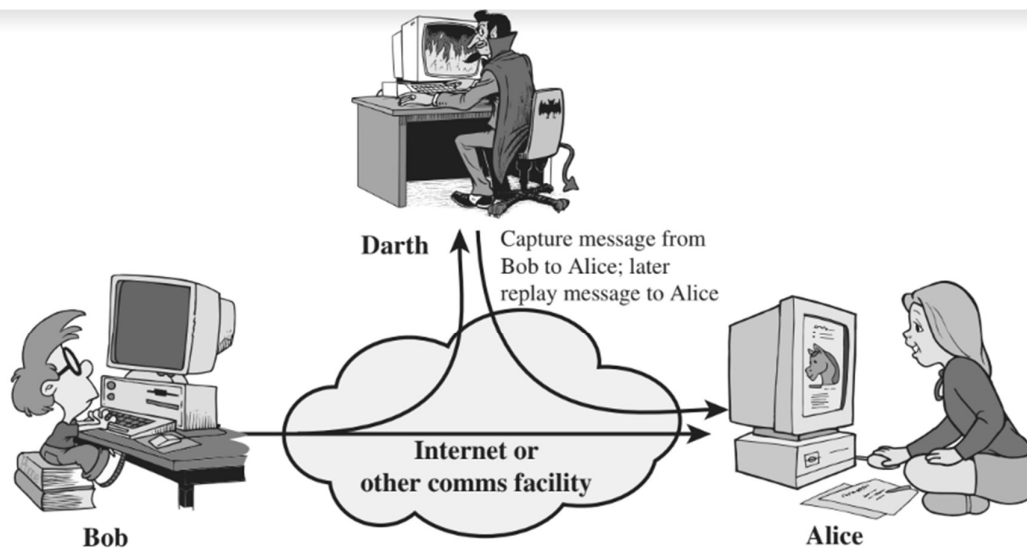 Darth
Capture message from
Bob to Alice; later
replay message to Alice
Internet or
other comms facility
Bob
Alice